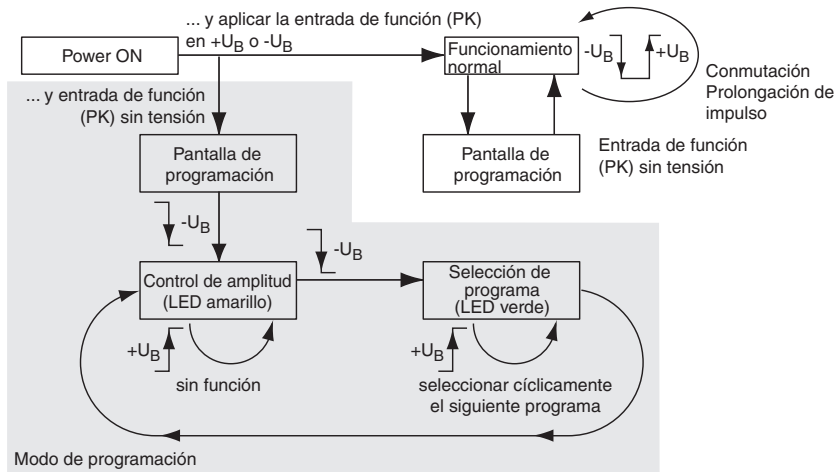 ... y aplicar la entrada de función (PK)
en +UB o -UB
Power ON
Funcionamiento
normal
-UB
+UB
Conmutación
Prolongación de
impulso
... y entrada de función
(PK) sin tensión
Pantalla de
programación
Pantalla de
programación
Entrada de función
(PK) sin tensión
-UB
-UB
Control de amplitud
(LED amarillo)
Selección de
programa
(LED verde)
+UB
sin función
+UB
seleccionar cíclicamente
el siguiente programa
Modo de programación